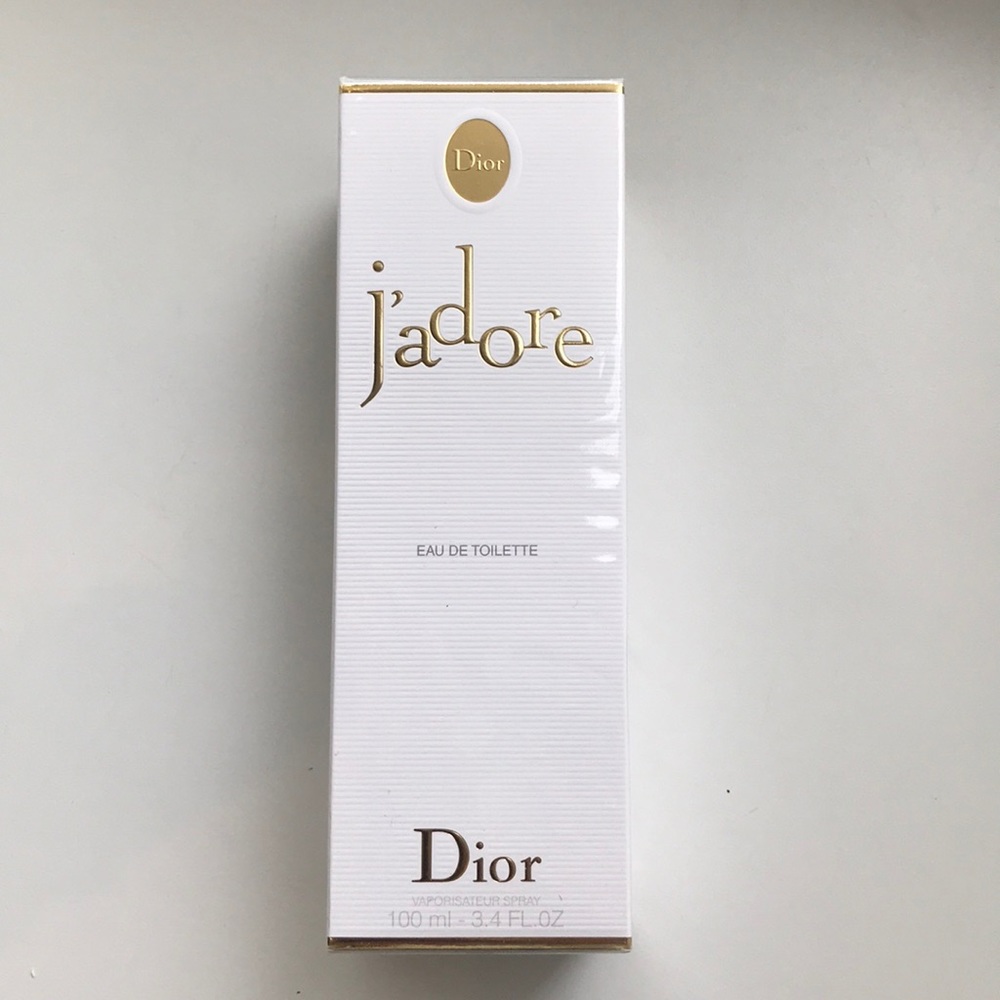 Dior
j'adore
EAU DE TOILETTE
Dior
VAPORISATEUR SPRAY
100 ml - 3.4 FL.OZ